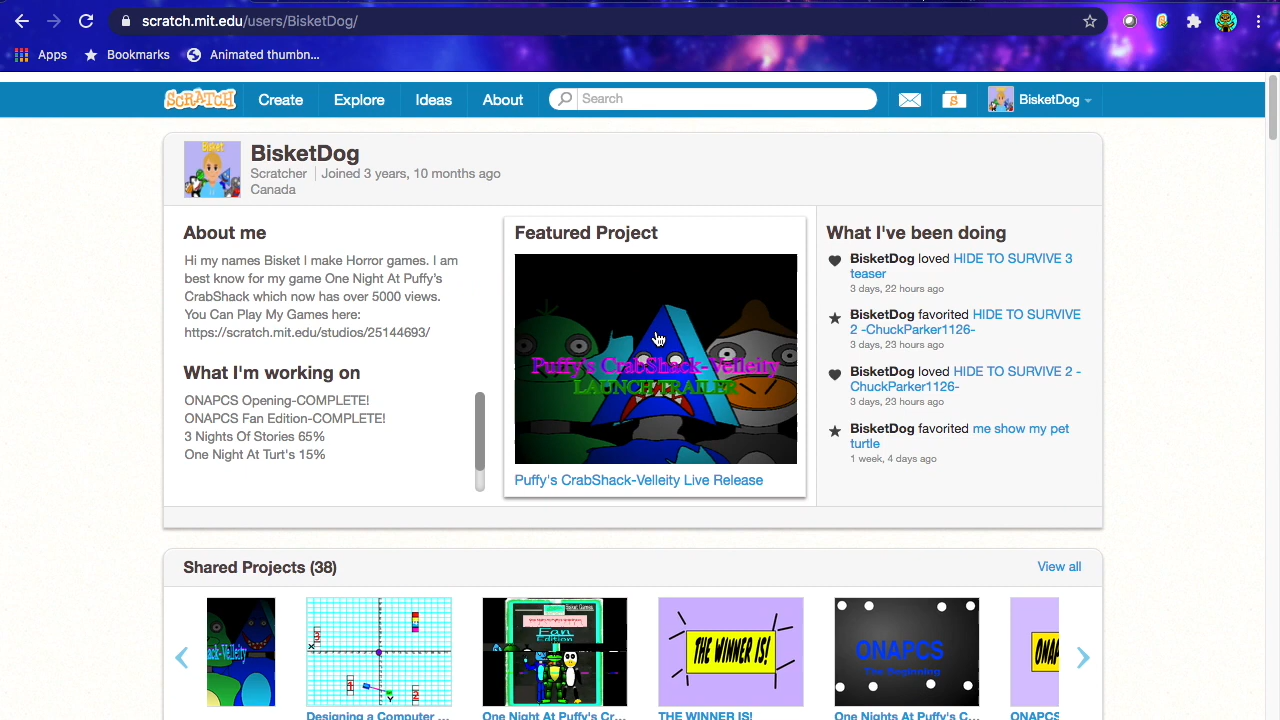 scratch.mit.edu/users/BisketDog/
Apps
Bookmarks
Animated thumbn...
SCRATCH
Create
Explore
Ideas
About
Search
S
BisketDog
Bisket
BisketDog
Scratcher
Joined 3 years, 10 months ago
Canada
About me
Hi my names Bisket I make Horror games. I am
best know for my game One Night At Puffy's
CrabShack which now has over 5000 views.
You Can Play My Games here:
https://scratch.mit.edu/studios/25144693/
What I'm working on
ONAPCS Opening-COMPLETE!
ONAPCS Fan Edition-COMPLETE!
3 Nights Of Stories 65%
One Night At Turt's 15%
Featured Project
Puffy's CrabShack-Velleity
LAUNCH TRAILER
Puffy's CrabShack-Velleity Live Release
What I've been doing
BisketDog loved HIDE TO SURVIVE 3
teaser
3 days, 22 hours ago
BisketDog favorited HIDE TO SURVIVE
2 -ChuckParker1126-
3 days, 23 hours ago
BisketDog loved HIDE TO SURVIVE 2 -
ChuckParker1126-
3 days, 23 hours ago
BisketDog favorited me show my pet
turtle
1 week, 4 days ago
Shared Projects (38)
View all
Bisket Games
Fan
Edition
THE WINNER IS!
ONAPCS
The Beginning
ONA
Designing a Computer ...
One Night At Puffy's Cr...
THE WINNER IS!
One Nights At Puffy's C...
ONAPCS